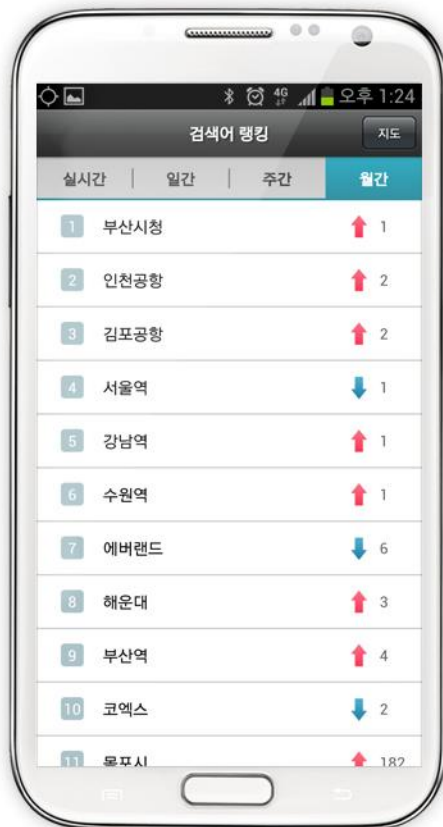 4G 오후 1:24
검색어 랭킹 지도
실시간 일간 주간 월간
1 부산시청 1
2 인천공항 2
3 김포공항 2
4 서울역 1
5 강남역 1
6 수원역 1
7 에버랜드 6
8 해운대 3
9 부산역 4
10 코엑스 2
11 목포시 182